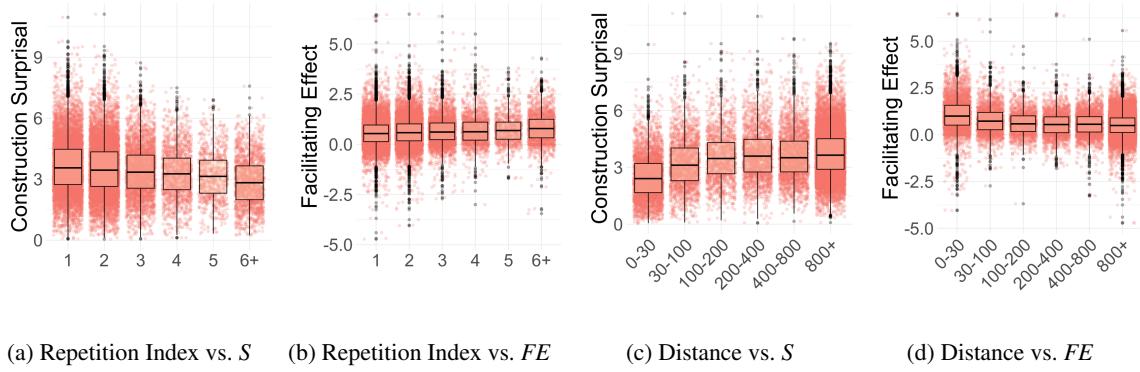 Construction Surprisal
9
6
3
0
1 2 3 4 5 6+
(a) Repetition Index vs. S
Facilitating Effect
5.0
2.5
0.0
-2.5
-5.0
1 2 3 4 5 6+
(b) Repetition Index vs. FE
Construction Surprisal
9
6
3
0
0-30 30-100 100-200 200-400 400-800 800+
(c) Distance vs. S
Facilitating Effect
5.0
2.5
0.0
-2.5
-5.0
0-30 30-100 100-200 200-400 400-800 800+
(d) Distance vs. FE